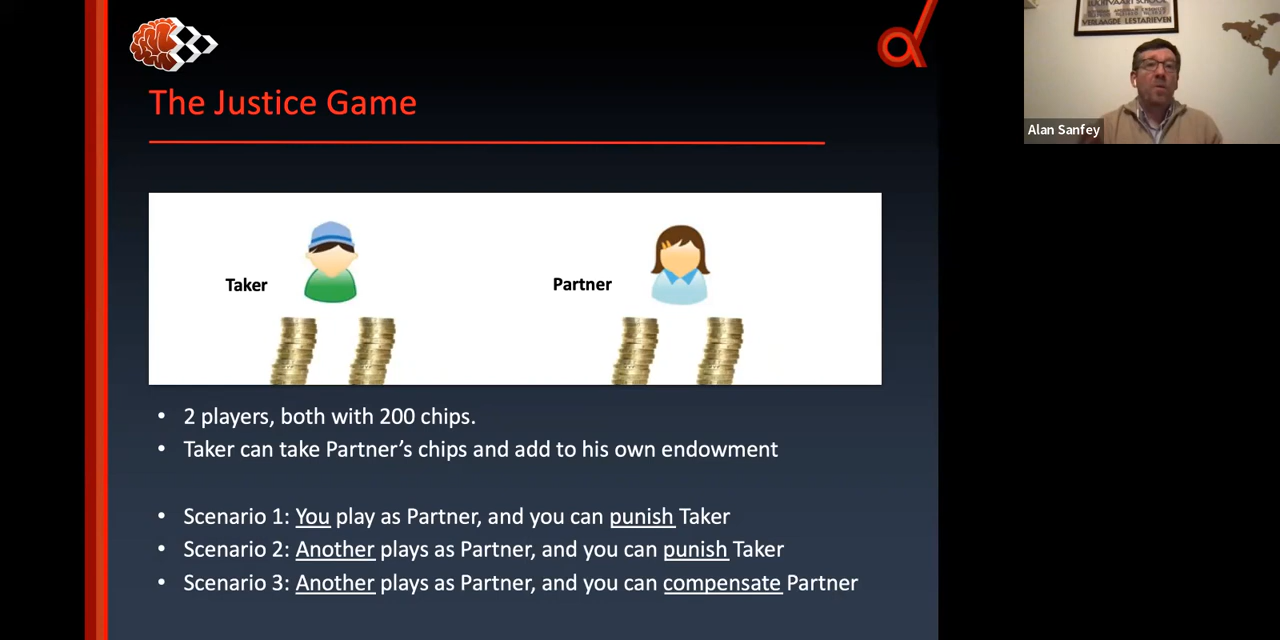 The Justice Game
Taker
Partner
• 2 players, both with 200 chips.
• Taker can take Partner’s chips and add to his own endowment
• Scenario 1: You play as Partner, and you can punish Taker
• Scenario 2: Another plays as Partner, and you can punish Taker
• Scenario 3: Another plays as Partner, and you can compensate Partner
VERLAAGDE LESTARIEVEN
Alan Sanfey